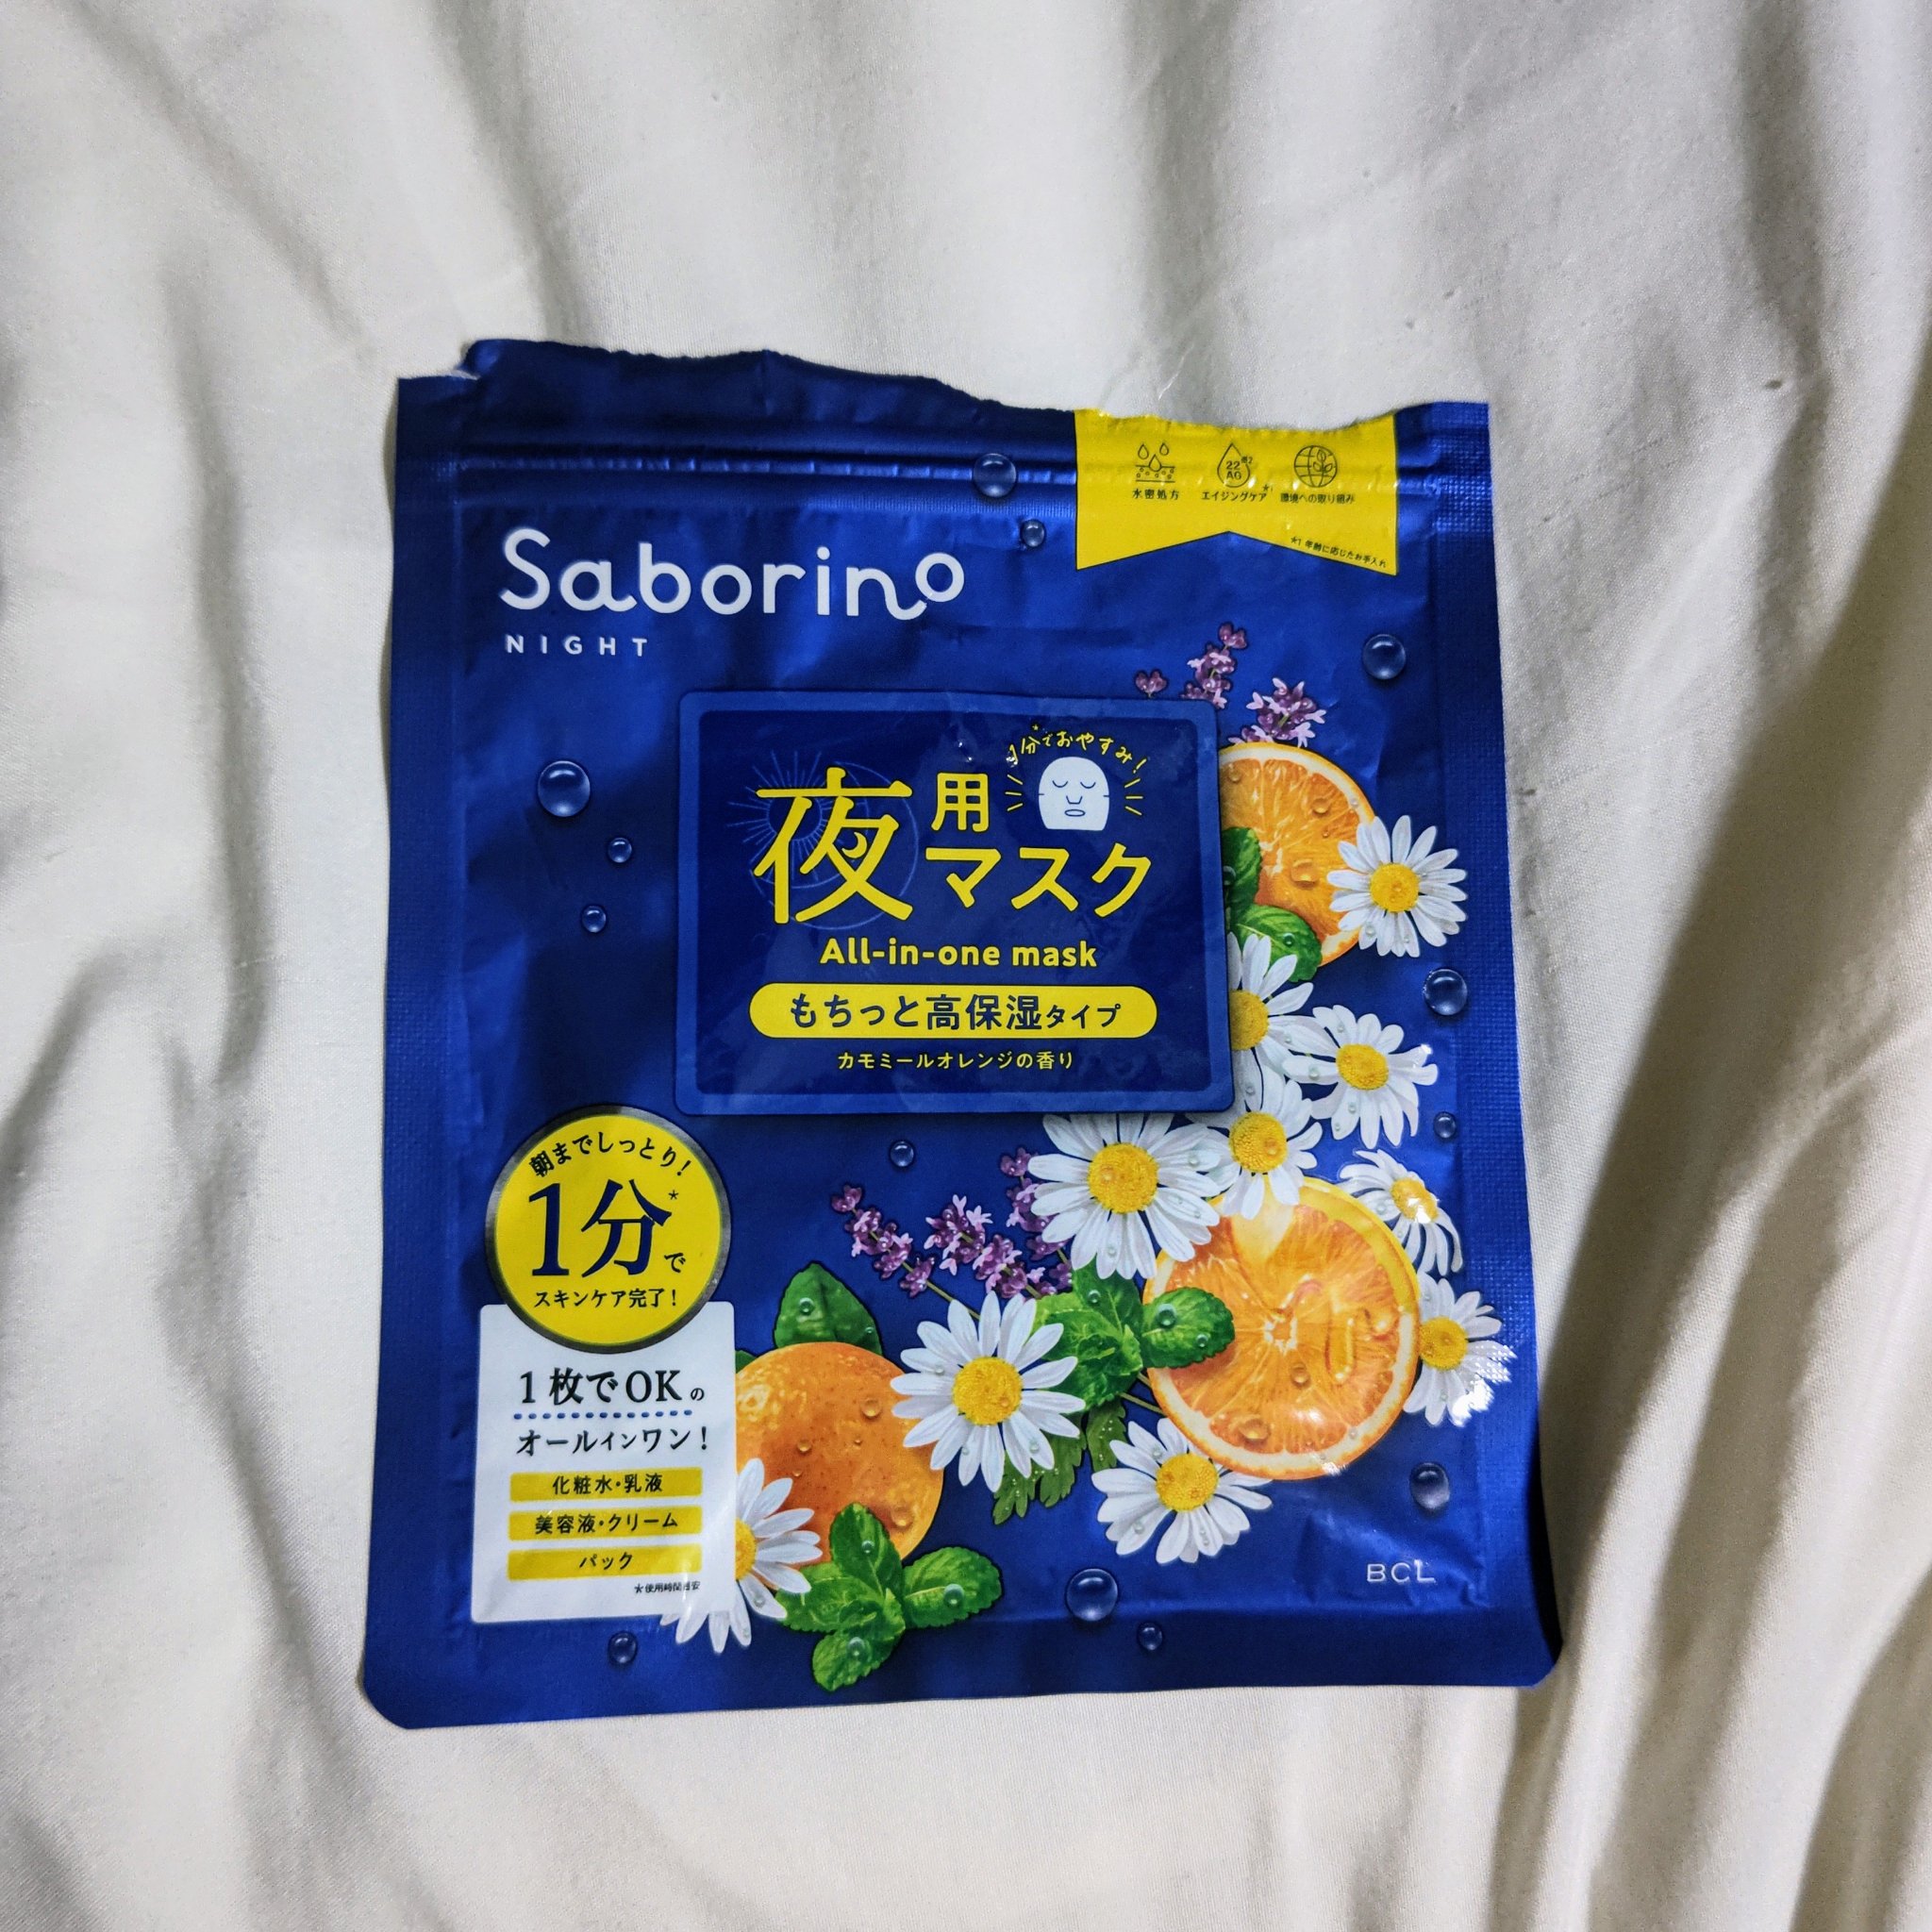 水密処方
22
AG
※2
エイジングケア
*1
環境への取り組み
*1 年齢に応じたお手入れ
Saborino
NIGHT
1分*でおやすみ!
夜用マスク
All-in-one mask
もちっと高保湿タイプ
カモミールオレンジの香り
朝までしっとり!
1分*で
スキンケア完了!
1枚でOKの
オールインワン!
化粧水・乳液
美容液・クリーム
パック
*使用時間目安
BCL